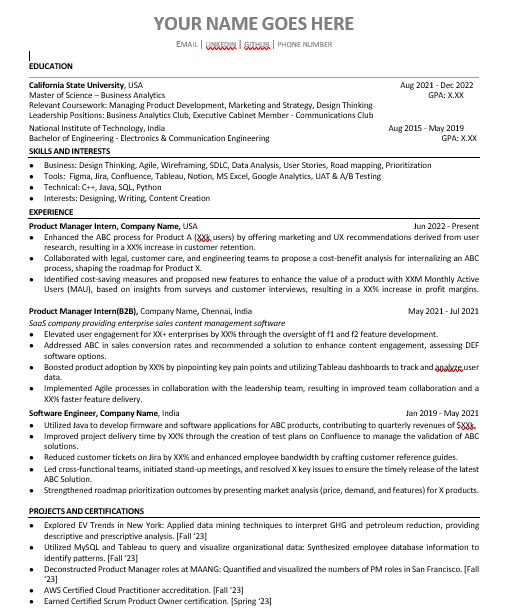 YOUR NAME GOES HERE
EMAIL | LINKEDIN | GITHUB | PHONE NUMBER
EDUCATION
California State University, USA Aug 2021 - Dec 2022
Master of Science – Business Analytics GPA: X.XX
Relevant Coursework: Managing Product Development, Marketing and Strategy, Design Thinking
Leadership Positions: Business Analytics Club, Executive Cabinet Member - Communications Club
National Institute of Technology, India Aug 2015 - May 2019
Bachelor of Engineering - Electronics & Communication Engineering GPA: X.XX
SKILLS AND INTERESTS
● Business: Design Thinking, Agile, Wireframing, SDLC, Data Analysis, User Stories, Road mapping, Prioritization
● Tools: Figma, Jira, Confluence, Tableau, Notion, MS Excel, Google Analytics, UAT & A/B Testing
● Technical: C++, Java, SQL, Python
● Interests: Designing, Writing, Content Creation
EXPERIENCE
Product Manager Intern, Company Name, USA Jun 2022 - Present
● Enhanced the ABC process for Product A (XXk users) by offering marketing and UX recommendations derived from user
research, resulting in a XX% increase in customer retention.
● Collaborated with legal, customer care, and engineering teams to propose a cost-benefit analysis for internalizing an ABC
process, shaping the roadmap for Product X.
● Identified cost-saving measures and proposed new features to enhance the value of a product with XXM Monthly Active
Users (MAU), based on insights from surveys and customer interviews, resulting in a XX% increase in profit margins.
Product Manager Intern(B2B), Company Name, Chennai, India May 2021 - Jul 2021
SaaS company providing enterprise sales content management software
● Elevated user engagement for XX+ enterprises by XX% through the oversight of f1 and f2 feature development.
● Addressed ABC in sales conversion rates and recommended a solution to enhance content engagement, assessing DEF
software options.
● Boosted product adoption by XX% by pinpointing key pain points and utilizing Tableau dashboards to track and analyze user
data.
● Implemented Agile processes in collaboration with the leadership team, resulting in improved team collaboration and a
XX% faster feature delivery.
Software Engineer, Company Name, India Jan 2019 - May 2021
● Utilized Java to develop firmware and software applications for ABC products, contributing to quarterly revenues of $XXk.
● Improved project delivery time by XX% through the creation of test plans on Confluence to manage the validation of ABC
solutions.
● Reduced customer tickets on Jira by XX% and enhanced employee bandwidth by crafting customer reference guides.
● Led cross-functional teams, initiated stand-up meetings, and resolved X key issues to ensure the timely release of the latest
ABC Solution.
● Strengthened roadmap prioritization outcomes by presenting market analysis (price, demand, and features) for X products.
PROJECTS AND CERTIFICATIONS
● Explored EV Trends in New York: Applied data mining techniques to interpret GHG and petroleum reduction, providing
descriptive and prescriptive analysis. [Fall ‘23]
● Utilized MySQL and Tableau to query and visualize organizational data: Synthesized employee database information to
identify patterns. [Fall ‘23]
● Deconstructed Product Manager roles at MAANG: Quantified and visualized the numbers of PM roles in San Francisco. [Fall
‘23]
● AWS Certified Cloud Practitioner accreditation. [Fall ‘23]
● Earned Certified Scrum Product Owner certification. [Spring ‘23]